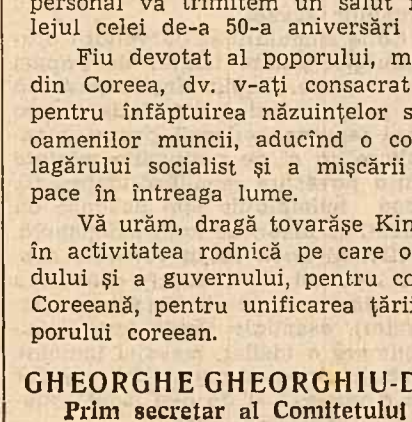 personal vă trimitem un salut
lejul celei de-a 50-a aniversări
Fiu devotat al poporului, m
din Coreea, dv. v-ați consacrat
pentru înfăptuirea năzuințelor s
oamenilor muncii, aducînd o co
lagărului socialist și a mișcării
pace în întreaga lume.
Vă urăm, dragă tovarășe Kin
în activitatea rodnică pe care o
dului și a guvernului, pentru co
Coreeană, pentru unificarea țări
porului coreean.
GHEORGHE GHEORGHIU-D
Prim secretar al Comitetului